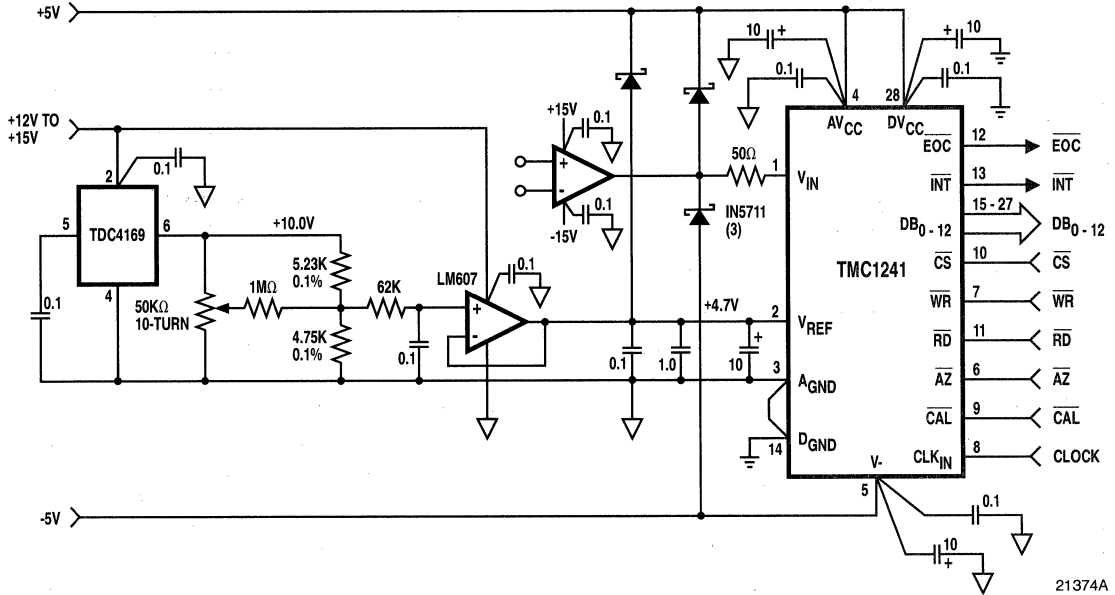 +5V
10 +
0.1
+ 10
0.1
4
28
AVCC
DVCC
+12V TO
+15V
2
0.1
+15V
0.1
+
-
-15V
0.1
50Ω
1
VIN
IN5711
(3)
EOC
12
EOC
INT
13
INT
DB0 - 12
15 - 27
DB0 - 12
CS
10
CS
WR
7
WR
RD
11
RD
AZ
6
AZ
CAL
9
CAL
CLKIN
8
CLOCK
TMC1241
5
TDC4169
6
4
0.1
+10.0V
50KΩ
10-TURN
1MΩ
5.23K
0.1%
4.75K
0.1%
62K
0.1
LM607
0.1
+
-
+4.7V
2
VREF
0.1
1.0
10
+
3
AGND
DGND
14
V-
5
-5V
0.1
10
+
21374A